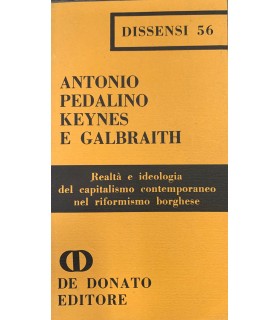 DISSENSI 56
ANTONIO
PEDALINO
KEYNES
E GALBRAITH
Realtà e ideologia
del capitalismo contemporaneo
nel riformismo borghese
DE DONATO
EDITORE